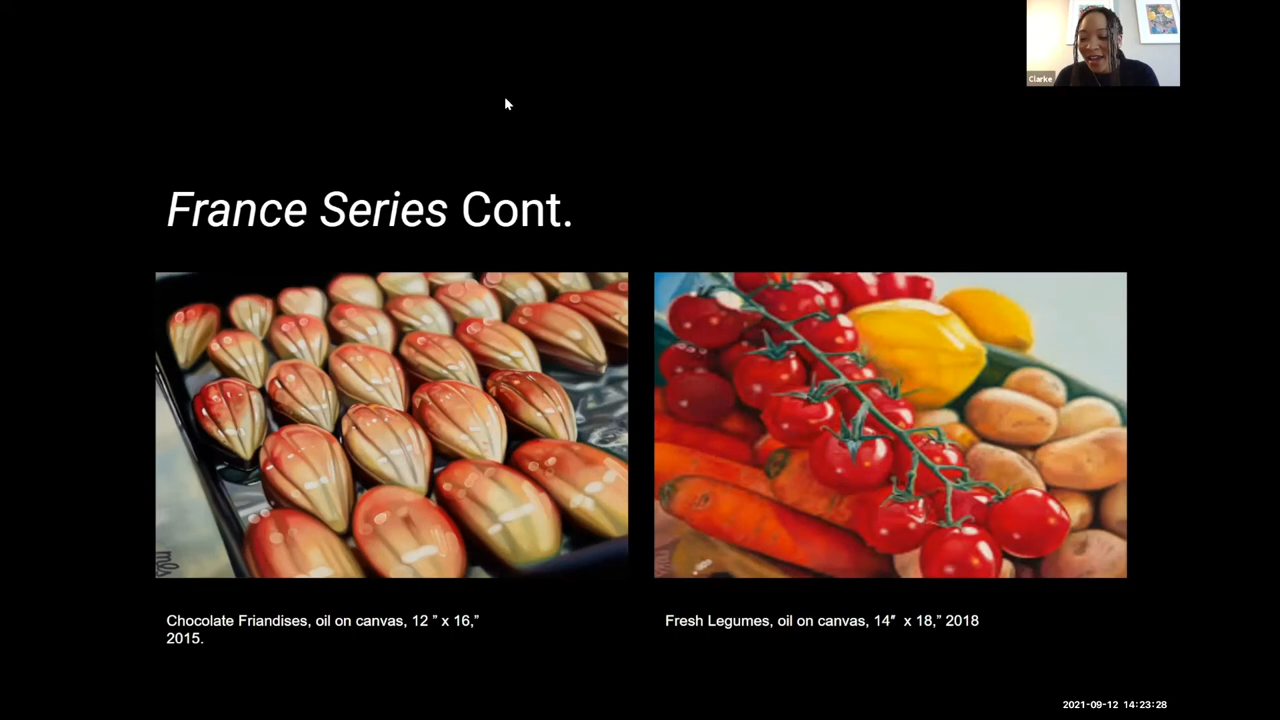 Clarke
France Series Cont.
Chocolate Friandises, oil on canvas, 12 ” x 16,”
2015.
Fresh Legumes, oil on canvas, 14″  x 18,” 2018
2021-09-12 14:23:28